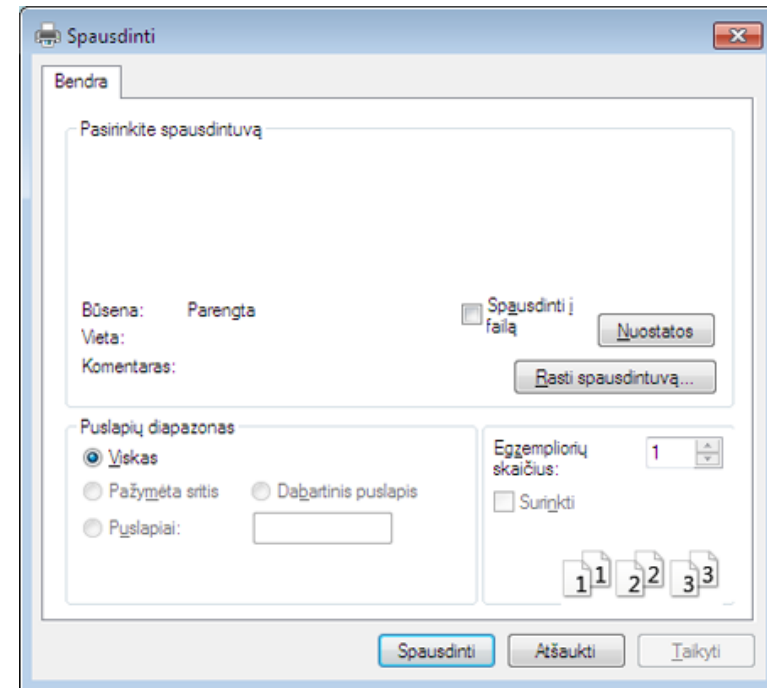 Spausdinti
Bendra
Pasirinkite spausdintuvą
Būsena: Parengta
Spausdinti į
failą
Vieta:
Nuostatos
Komentaras:
Rasti spausdintuvą...
Puslapių diapazonas
Viskas
Pažymėta sritis Dabartinis puslapis
Puslapiai:
Egzempliorių
skaičius:
1
Surinkti
1 1 2 2 3 3
Spausdinti Atšaukti Taikyti